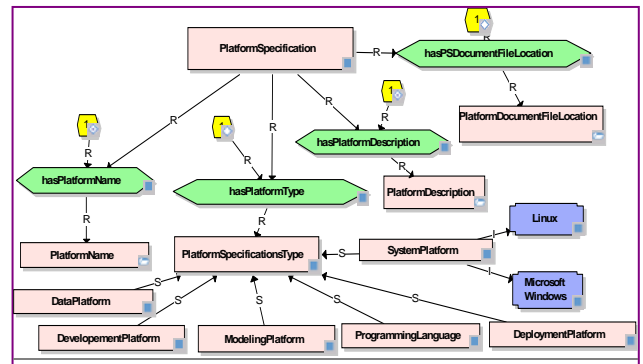 1
PlatformSpecification
R
hasPSDocumentFileLocation
R
1
R
1
R
R
R
1
R
PlatformDocumentFileLocation
R
R
hasPlatformDescription
R
hasPlatformName
hasPlatformType
PlatformDescription
R
R
Linux
PlatformName
PlatformSpecificationsType
S
SystemPlatform
I
I
Microsoft
Windows
DataPlatform
S
S
S
S
S
DevelopementPlatform
ModelingPlatform
ProgrammingLanguage
DeploymentPlatform